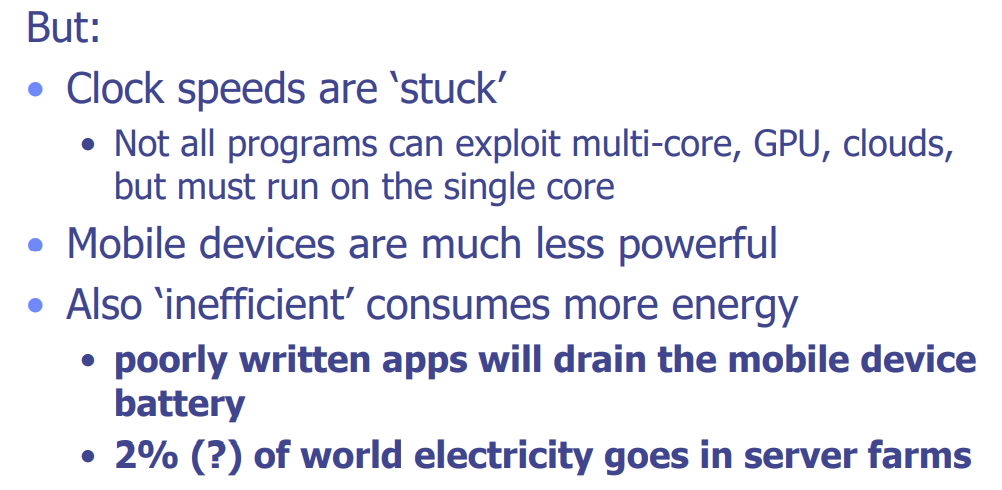 But:
• Clock speeds are ‘stuck’
• Not all programs can exploit multi-core, GPU, clouds,
but must run on the single core
• Mobile devices are much less powerful
• Also ‘inefficient’ consumes more energy
• poorly written apps will drain the mobile device
battery
• 2% (?) of world electricity goes in server farms